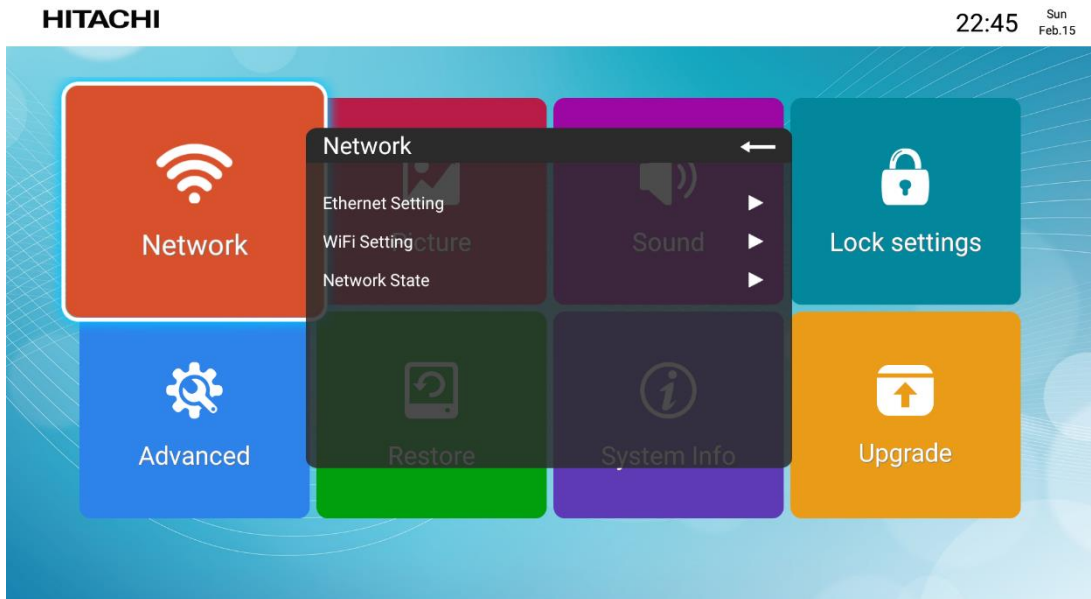 HITACHI
22:45
Sun
Feb.15
Network
Ethernet Setting
WiFi Setting
Network State
Network
Picture
Sound
Lock settings
Advanced
Restore
System Info
Upgrade